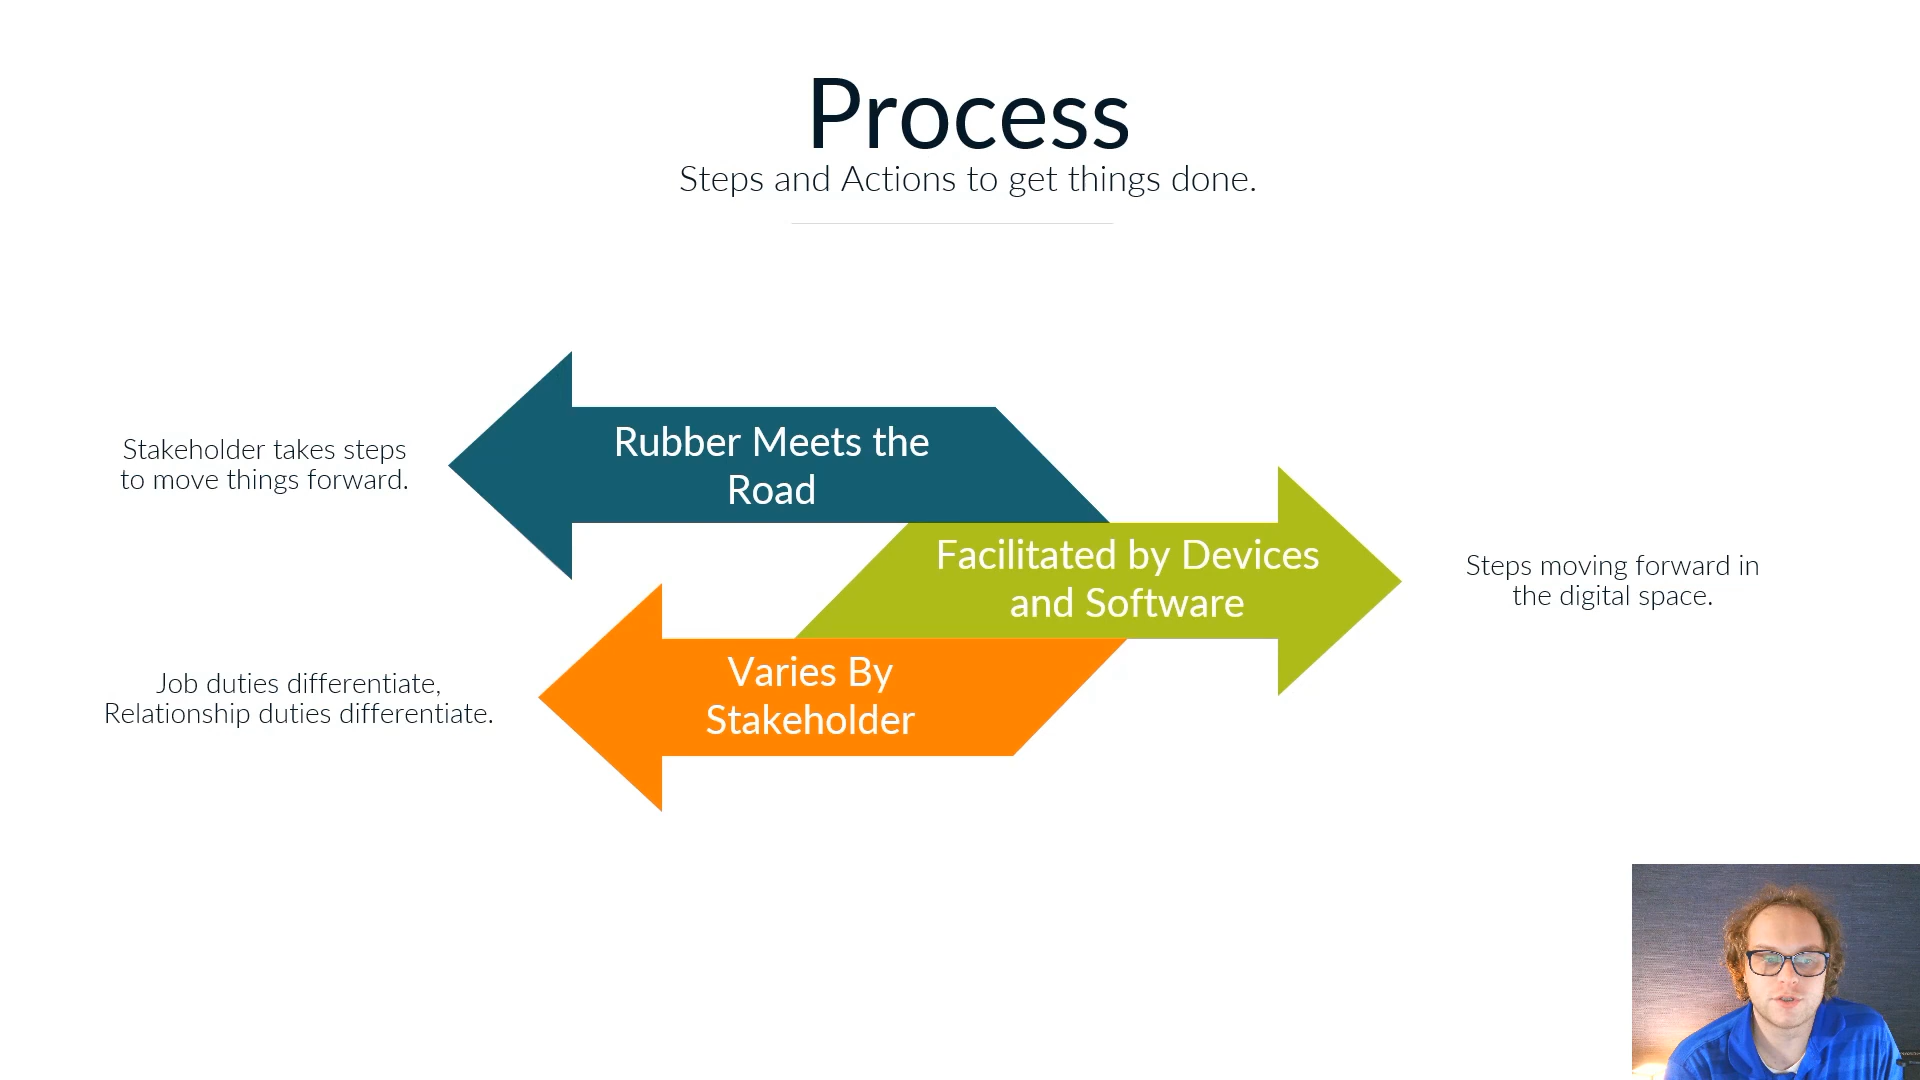 Process
Steps and Actions to get things done.
Stakeholder takes steps
to move things forward.
Rubber Meets the
Road
Facilitated by Devices
and Software
Steps moving forward in
the digital space.
Job duties differentiate,
Relationship duties differentiate.
Varies By
Stakeholder